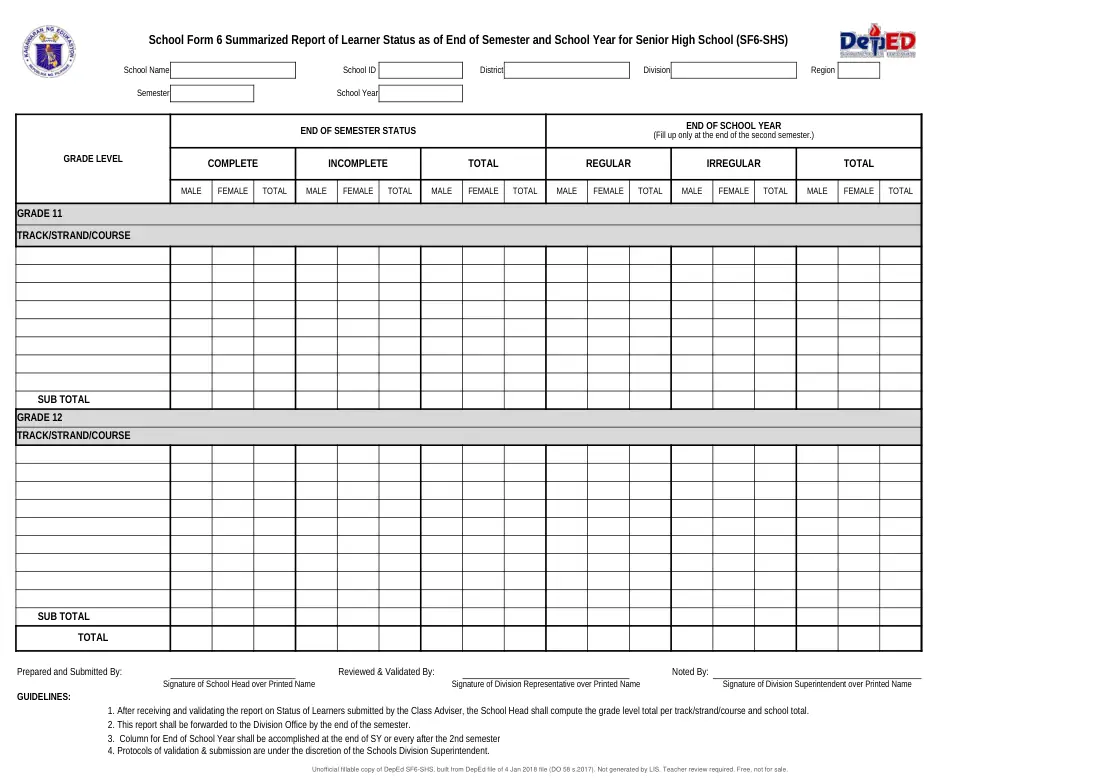 School Form 6 Summarized Report of Learner Status as of End of Semester and School Year for Senior High School (SF6-SHS)
DepED
School Name School ID District Division Region
Semester School Year
GRADE LEVEL
END OF SEMESTER STATUS
END OF SCHOOL YEAR
(Fill up only at the end of the second semester.)
COMPLETE INCOMPLETE TOTAL REGULAR IRREGULAR TOTAL
MALE FEMALE TOTAL MALE FEMALE TOTAL MALE FEMALE TOTAL MALE FEMALE TOTAL MALE FEMALE TOTAL MALE FEMALE TOTAL
GRADE 11
TRACK/STRAND/COURSE
SUB TOTAL
GRADE 12
TRACK/STRAND/COURSE
SUB TOTAL
TOTAL
Prepared and Submitted By: Reviewed & Validated By: Noted By:
Signature of School Head over Printed Name Signature of Division Representative over Printed Name Signature of Division Superintendent over Printed Name
GUIDELINES:
1. After receiving and validating the report on Status of Learners submitted by the Class Adviser, the School Head shall compute the grade level total per track/strand/course and school total.
2. This report shall be forwarded to the Division Office by the end of the semester.
3. Column for End of School Year shall be accomplished at the end of SY or every after the 2nd semester
4. Protocols of validation & submission are under the discretion of the Schools Division Superintendent.
Unofficial fillable copy of DepEd SF6-SHS, built from DepEd file of 4 Jan 2018 file (DO 58 s.2017). Not generated by LIS. Teacher review required. Free, not for sale.